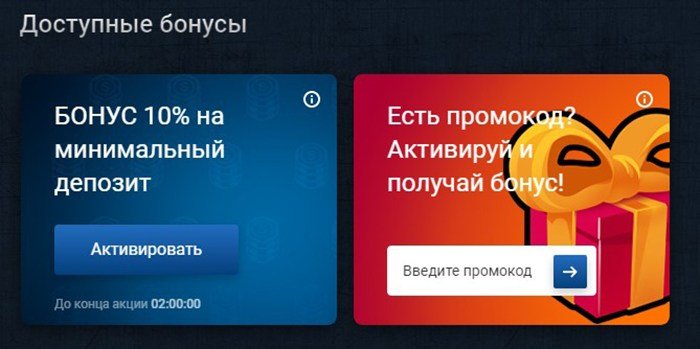 Доступные бонусы
БОНУС 10% на
минимальный
депозит
Активировать
До конца акции 02:00:00
Есть промокод?
Активируй и
получай бонус!
Введите промокод